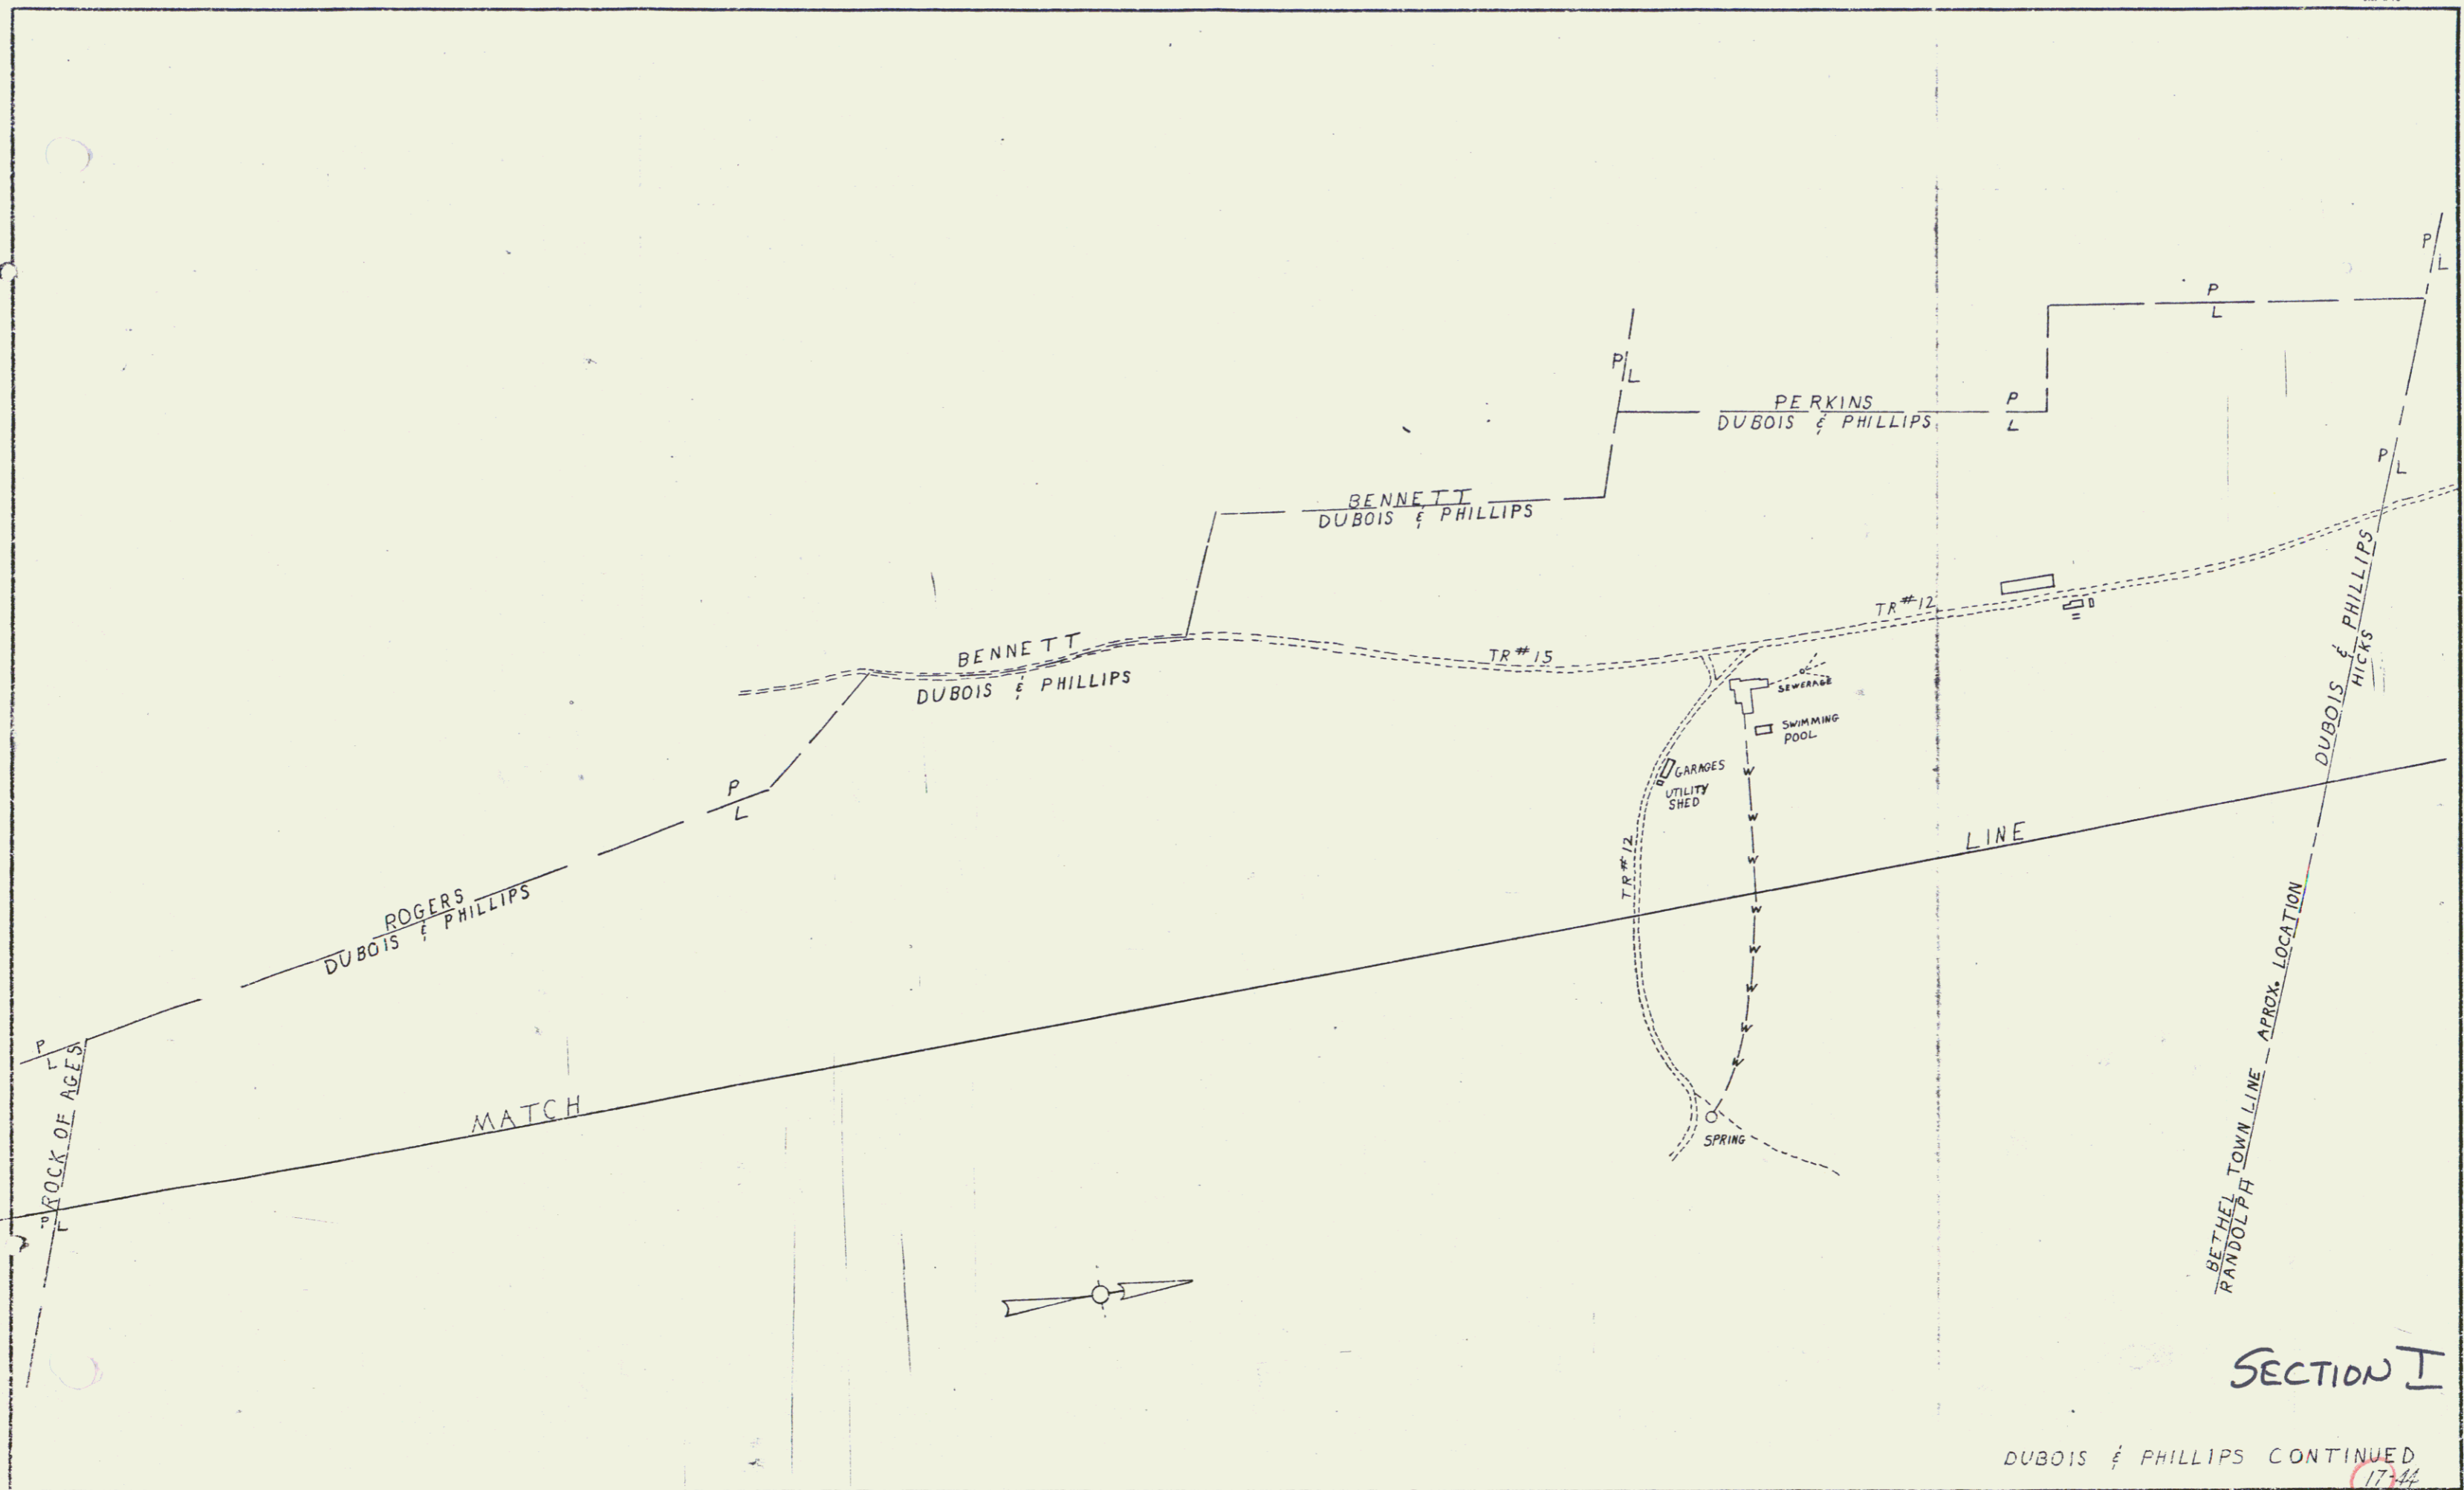 P
L
P
L
P
L
PERKINS
DUBOIS & PHILLIPS
P
L
P
L
BENNETT
DUBOIS & PHILLIPS
TR#12
BENNETT
DUBOIS & PHILLIPS
TR#15
SEWERAGE
SWIMMING
POOL
GARAGES
UTILITY
SHED
DUBOIS & PHILLIPS
HICKS
P
L
W
W
W
W
W
W
W
W
W
TR#12
LINE
ROGERS
DUBOIS & PHILLIPS
P
L
ROCK OF AGES
P
L
MATCH
SPRING
BETHEL TOWN LINE APROX. LOCATION
RANDOLPH
SECTION I
DUBOIS & PHILLIPS CONTINUED
17-44